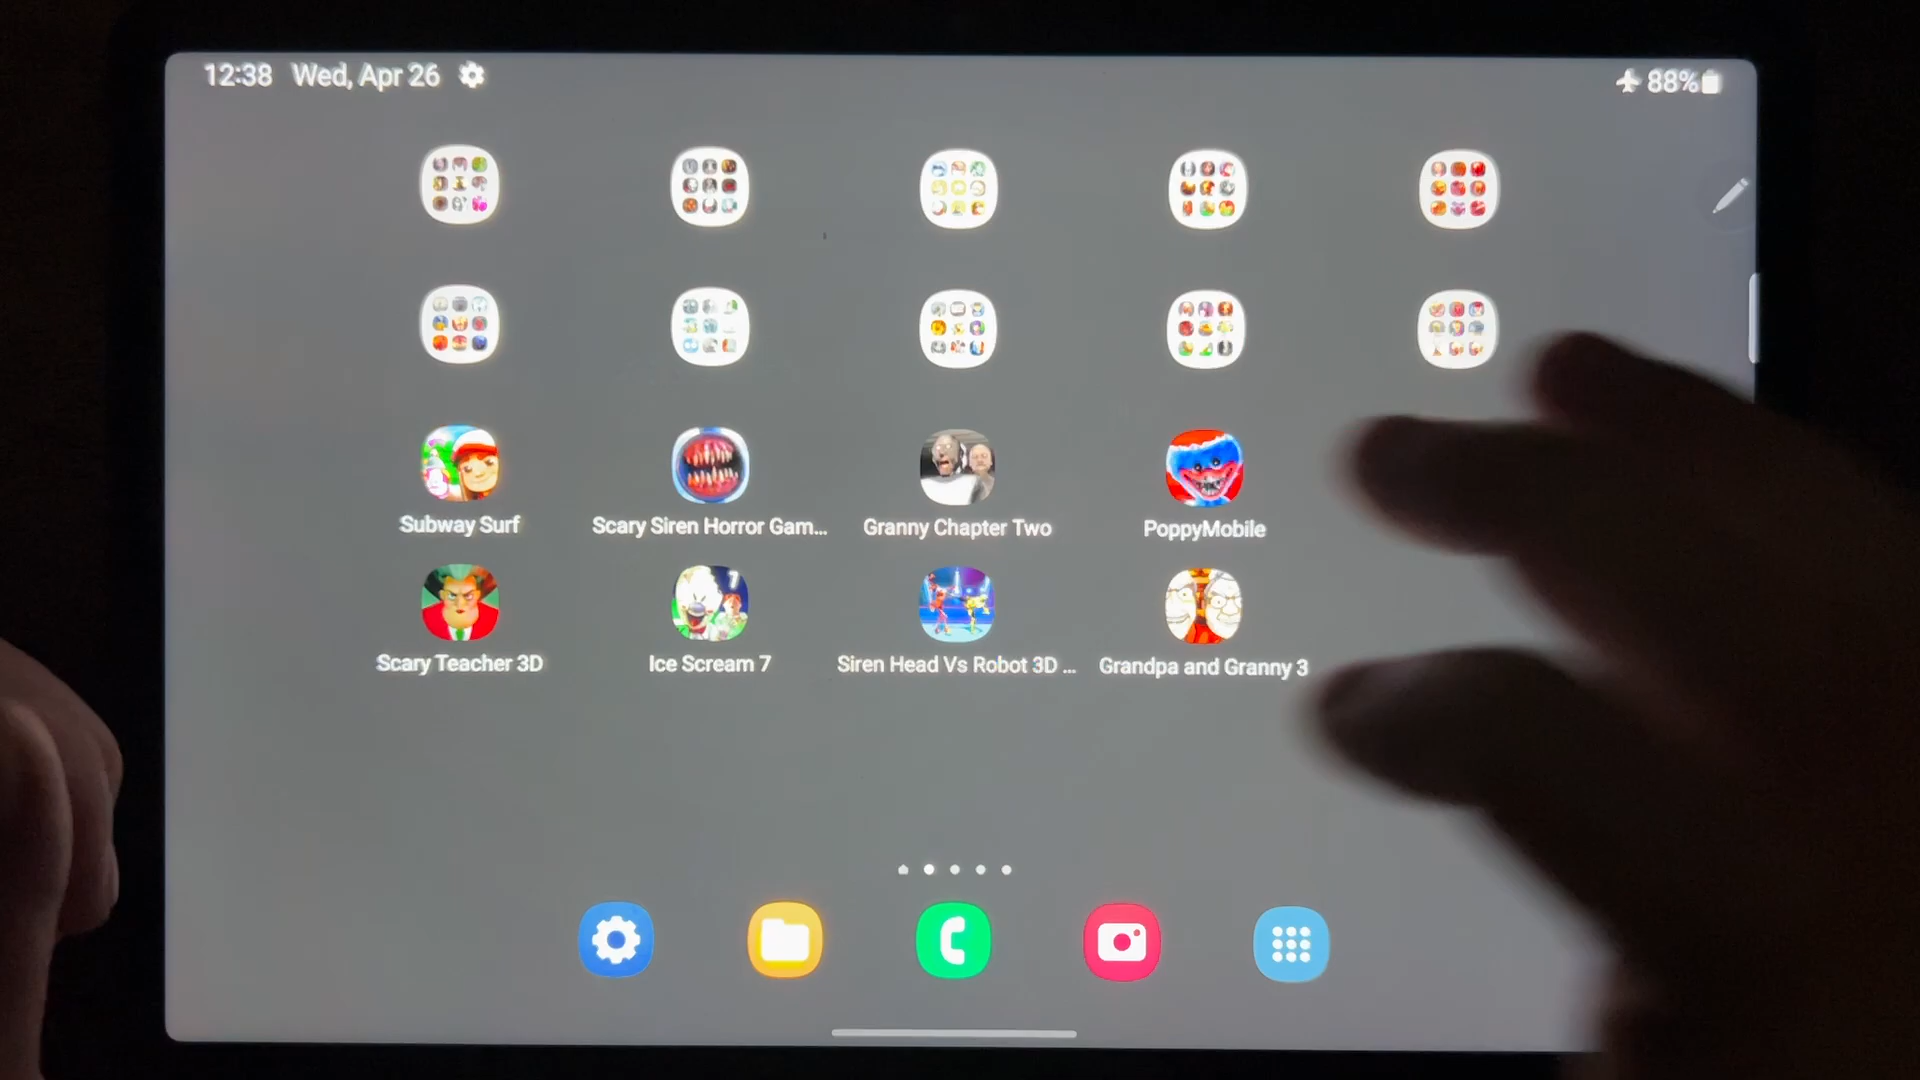 12:38 Wed, Apr 26
88%
Subway Surf
Scary Siren Horror Gam...
Granny Chapter Two
PoppyMobile
7
Scary Teacher 3D
Ice Scream 7
Siren Head Vs Robot 3D ...
Grandpa and Granny 3